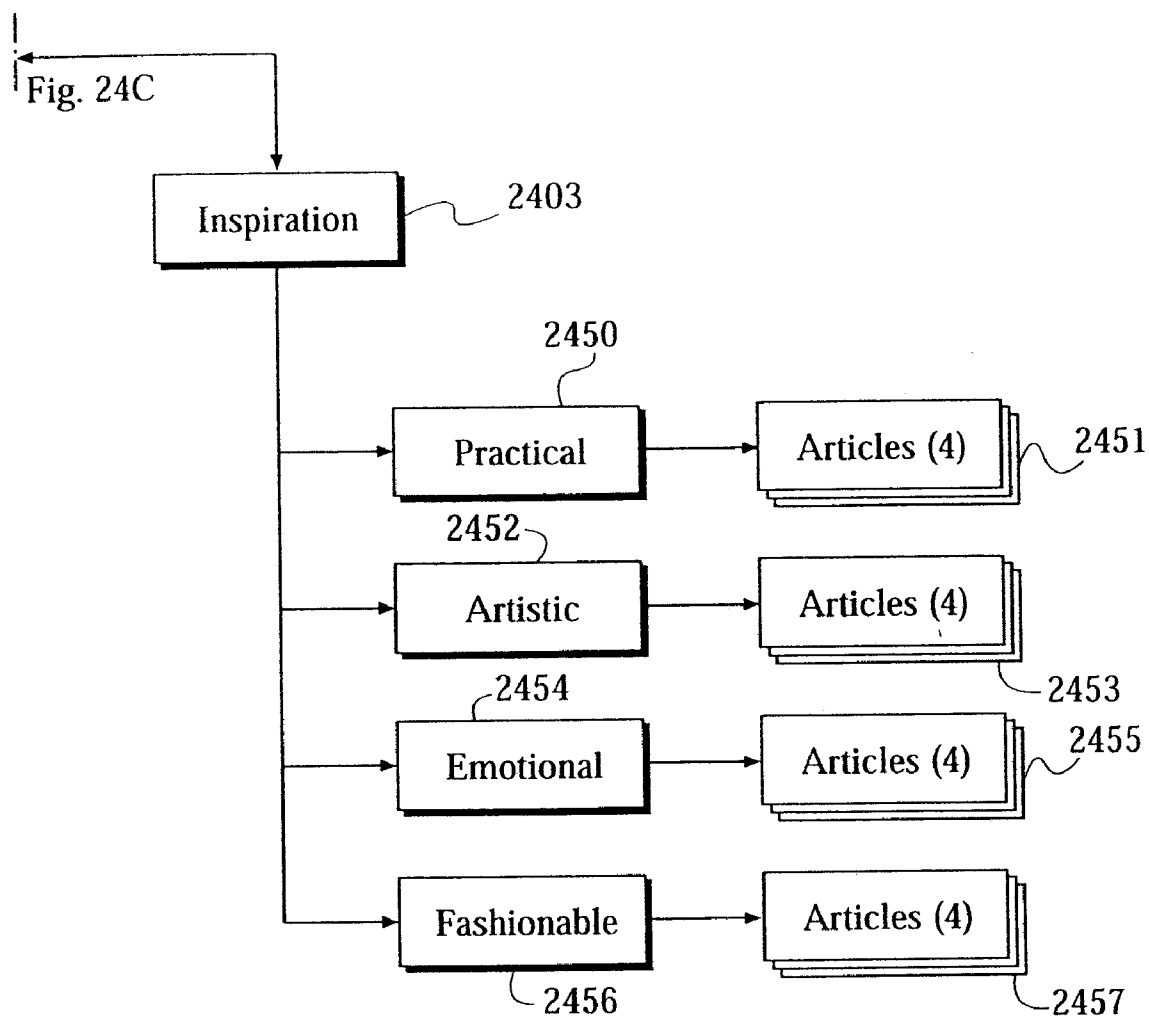 Fig. 24C
Inspiration
2403
2450
Practical
Articles (4)
2451
2452
Artistic
Articles (4)
2453
2454
Emotional
Articles (4)
2455
Fashionable
Articles (4)
2456
2457